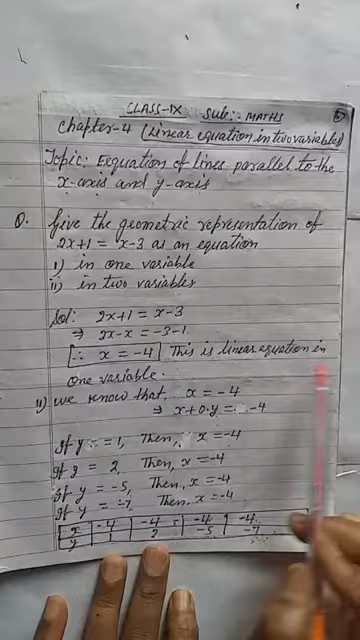 CLASS-IX Sub:- MATHS
Chapter-4 (Linear equation in two variables)
Topic: Eequation of lines parallel to the
x-axis and y-axis
Q. Give the geometric representation of
2x+1 = x-3 as an equation
i) in one variable
ii) in two variables
Sol: 2x+1 = x-3
⇒ 2x-x = -3-1
∴ x = -4 This is linear equation in
one variable.
ii) we know that, x = -4
⇒ x+0.y = -4
If y = 1, Then, x = -4
If y = 2, Then, x = -4
If y = -5, Then, x = -4
If y = -7, Then, x = -4
x -4 -4 -4 -4
y 1 2 -5 -7